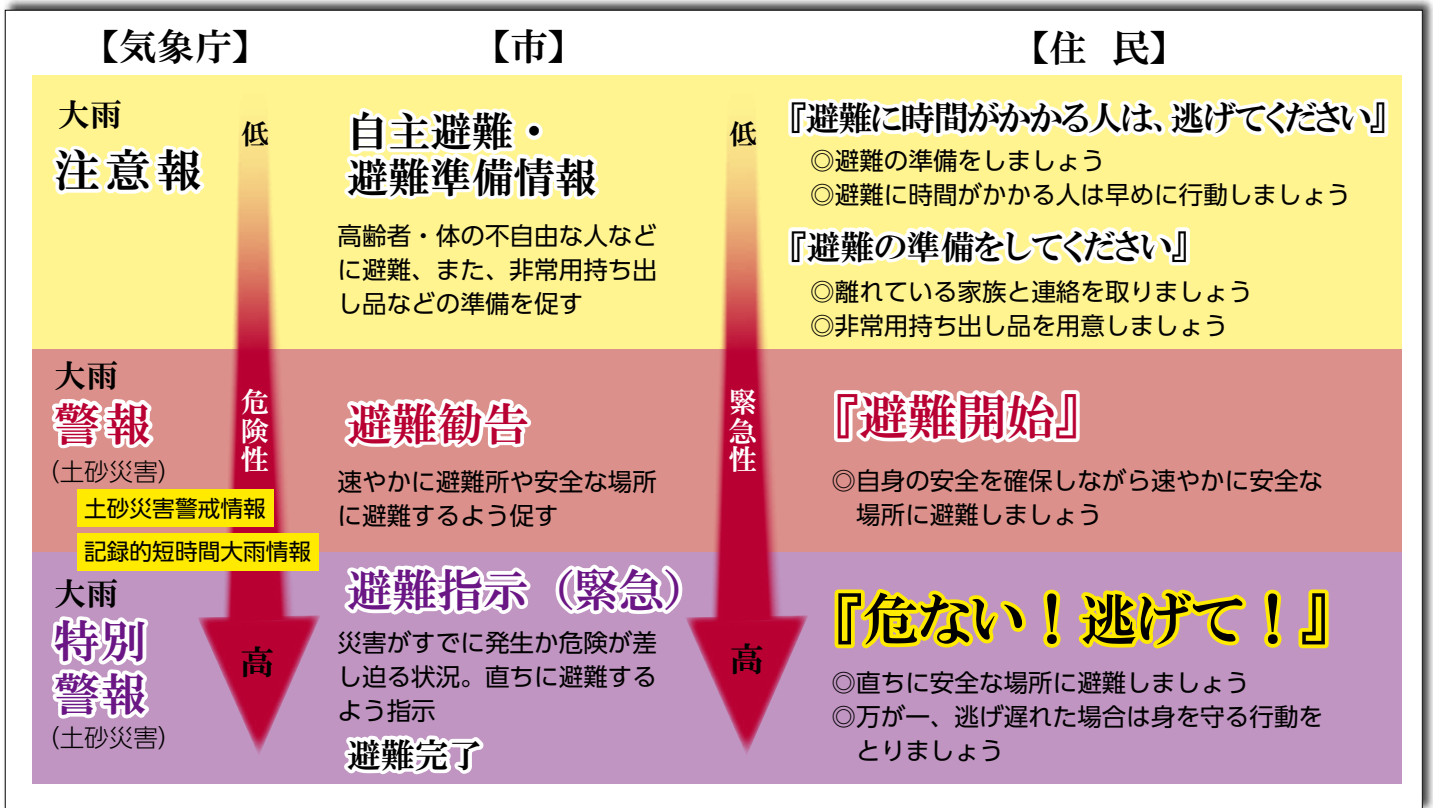 【気象庁】
【市】
【住 民】
大雨
注意報
低
自主避難・
避難準備情報
高齢者・体の不自由な人など
に避難、また、非常用持ち出
し品などの準備を促す
低
『避難に時間がかかる人は、逃げてください』
◎避難の準備をしましょう
◎避難に時間がかかる人は早めに行動しましょう
『避難の準備をしてください』
◎離れている家族と連絡を取りましょう
◎非常用持ち出し品を用意しましょう
大雨
警報
(土砂災害)
土砂災害警戒情報
記録的短時間大雨情報
危険性
避難勧告
速やかに避難所や安全な場所
に避難するよう促す
緊急性
『避難開始』
◎自身の安全を確保しながら速やかに安全な
場所に避難しましょう
大雨
特別
警報
(土砂災害)
高
避難指示（緊急）
災害がすでに発生か危険が差
し迫る状況。直ちに避難する
よう指示
避難完了
高
『危ない！逃げて！』
◎直ちに安全な場所に避難しましょう
◎万が一、逃げ遅れた場合は身を守る行動を
とりましょう